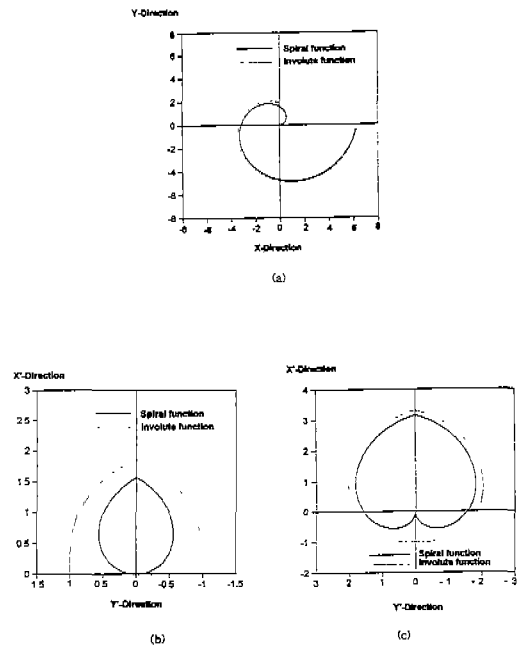 Y-Direction
8
6
4
2
0
-2
-4
-6
-8
Spiral function
Involute function
-8 -6 -4 -2 0 2 4 6 8
X-Direction
(a)
X'-Direction
3
2.5
2
1.5
1
0.5
0
Spiral function
Involute function
1.5 1 0.5 0 -0.5 -1 -1.5
Y'-Direction
(b)
X'-Direction
4
3
2
1
0
-1
-2
Spiral function
Involute function
3 2 1 0 -1 -2 -3
Y'-Direction
(c)